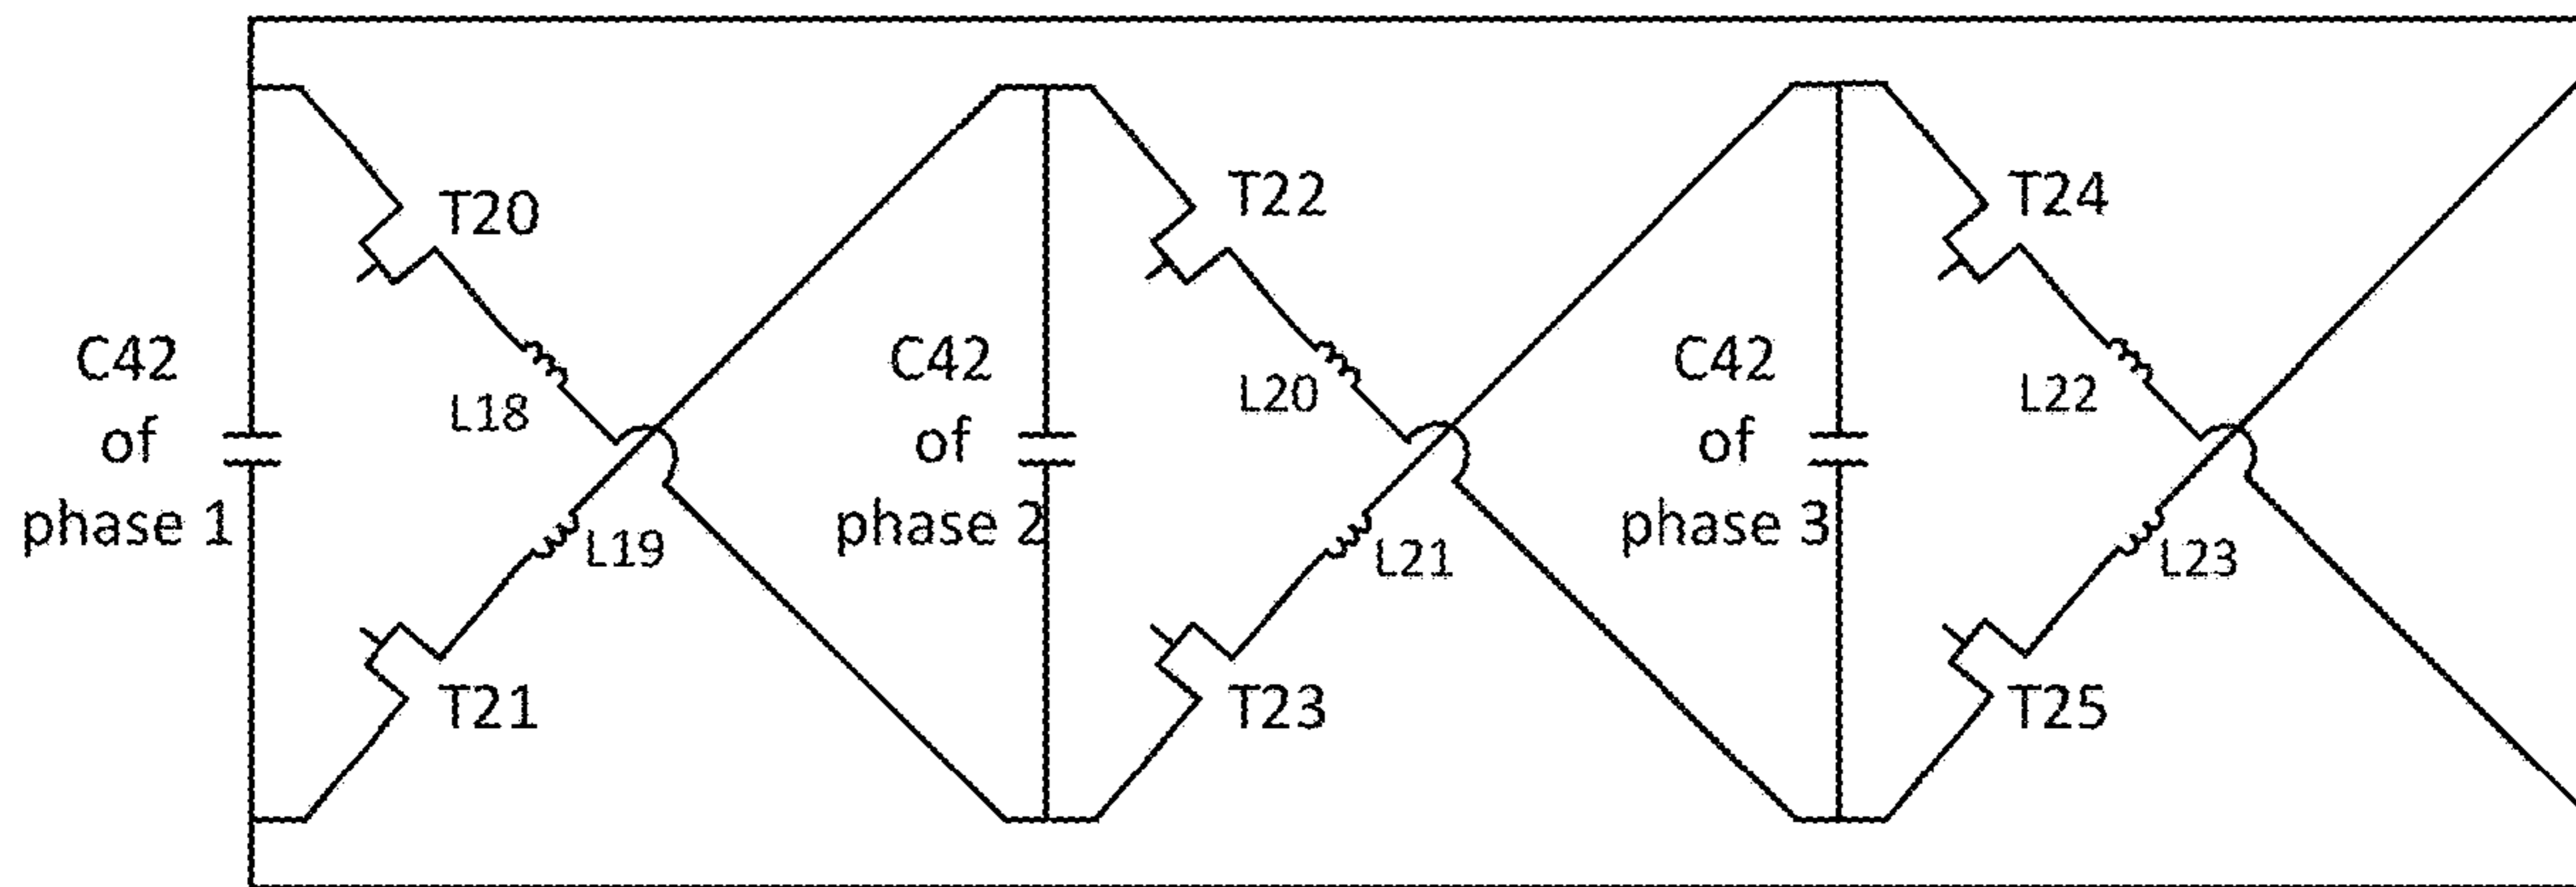 T20
T22
T24
C42
of
phase 1
L18
C42
of
phase 2
L20
C42
of
phase 3
L22
L19
L21
L23
T21
T23
T25